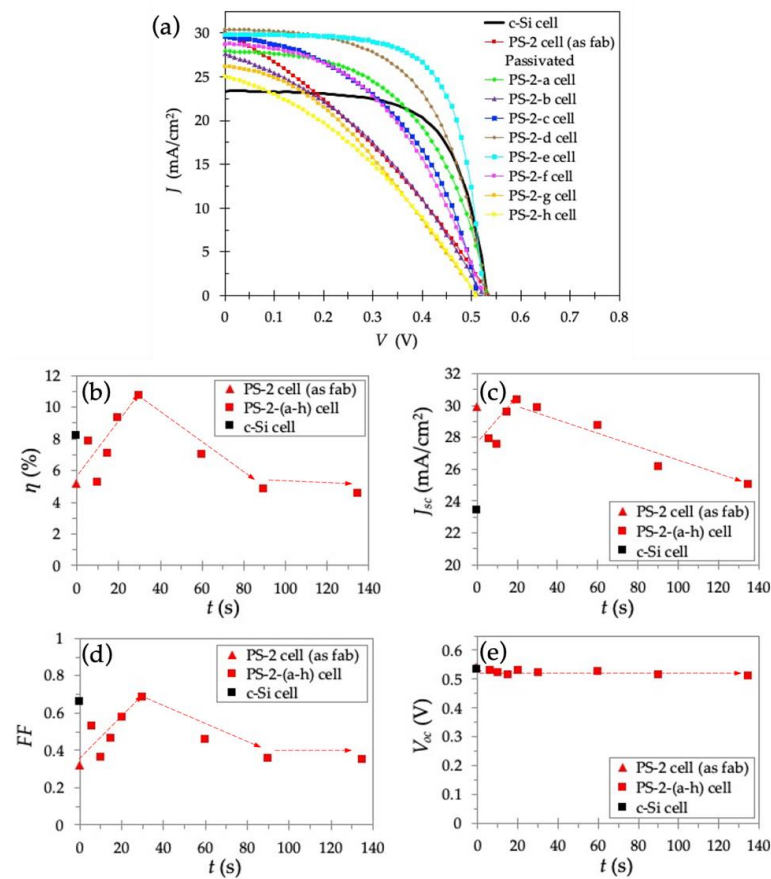 (a)
30
25
20
15
10
5
0
J (mA/cm²)
0
0.1
0.2
0.3
0.4
0.5
0.6
0.7
0.8
V (V)
c-Si cell
PS-2 cell (as fab)
Passivated
PS-2-a cell
PS-2-b cell
PS-2-c cell
PS-2-d cell
PS-2-e cell
PS-2-f cell
PS-2-g cell
PS-2-h cell
(b)
12
10
8
6
4
2
0
η (%)
PS-2 cell (as fab)
PS-2-(a-h) cell
c-Si cell
0 20 40 60 80 100 120 140
t (s)
(c)
32
30
28
26
24
22
20
Jsc (mA/cm²)
PS-2 cell (as fab)
PS-2-(a-h) cell
c-Si cell
0 20 40 60 80 100 120 140
t (s)
(d)
1
0.8
0.6
0.4
0.2
0
FF
PS-2 cell (as fab)
PS-2-(a-h) cell
c-Si cell
0 20 40 60 80 100 120 140
t (s)
(e)
0.6
0.5
0.4
0.3
0.2
0.1
0
Voc (V)
PS-2 cell (as fab)
PS-2-(a-h) cell
c-Si cell
0 20 40 60 80 100 120 140
t (s)